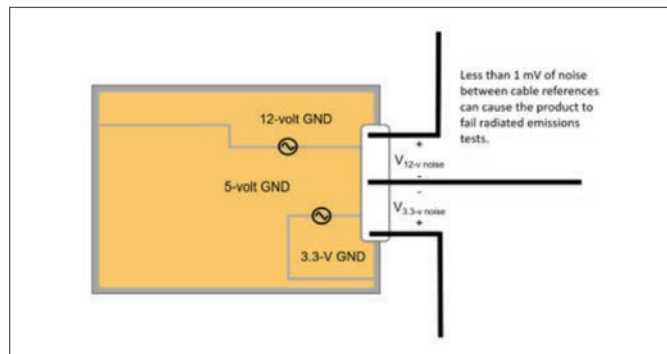 12-volt GND
5-volt GND
3.3-V GND
+
V12-v noise
-
-
V3.3-v noise
+
Less than 1 mV of noise
between cable references
can cause the product to
fail radiated emissions
tests.